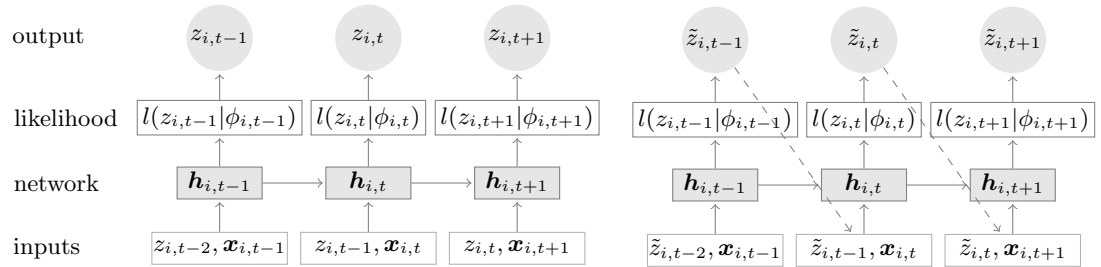 output z_{i,t−1} z_{i,t} z_{i,t+1} z̃_{i,t−1} z̃_{i,t} z̃_{i,t+1}
likelihood l(z_{i,t−1}|ϕ_{i,t−1}) l(z_{i,t}|ϕ_{i,t}) l(z_{i,t+1}|ϕ_{i,t+1}) l(z_{i,t−1}|ϕ_{i,t−1}) l(z_{i,t}|ϕ_{i,t}) l(z_{i,t+1}|ϕ_{i,t+1})
network h_{i,t−1} h_{i,t} h_{i,t+1} h_{i,t−1} h_{i,t} h_{i,t+1}
inputs z_{i,t−2}, x_{i,t−1} z_{i,t−1}, x_{i,t} z_{i,t}, x_{i,t+1} z̃_{i,t−2}, x_{i,t−1} z̃_{i,t−1}, x_{i,t} z̃_{i,t}, x_{i,t+1}